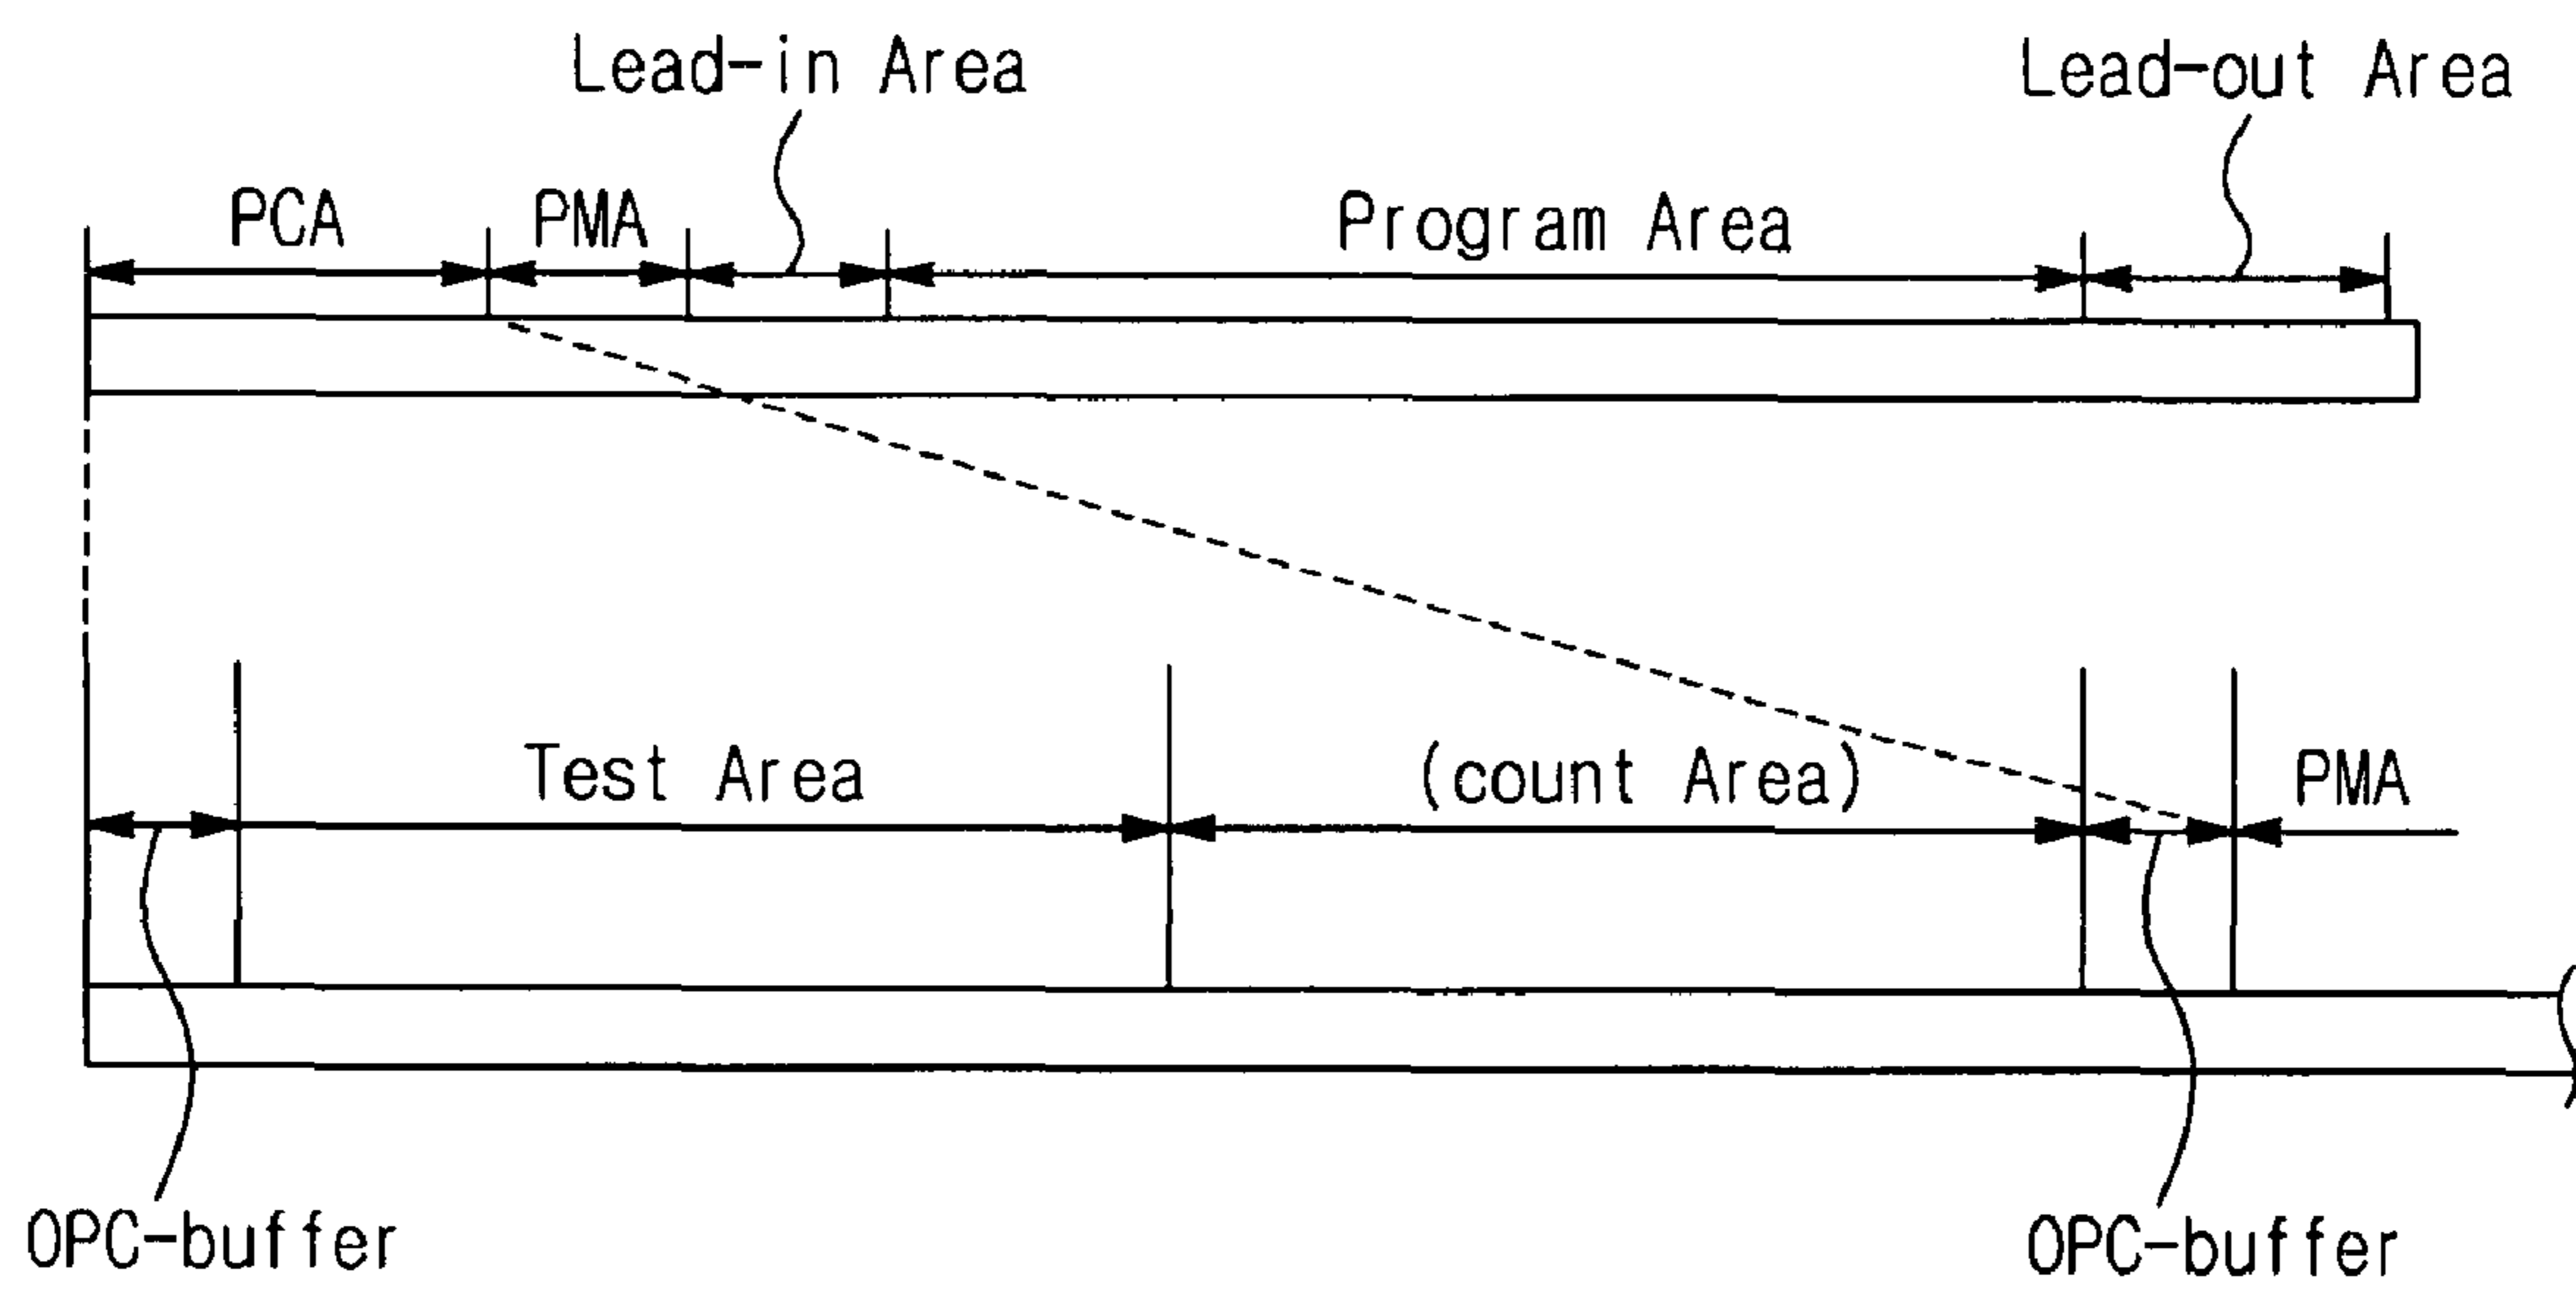 Lead-in Area
Lead-out Area
PCA
PMA
Program Area
Test Area
(count Area)
PMA
OPC-buffer
OPC-buffer